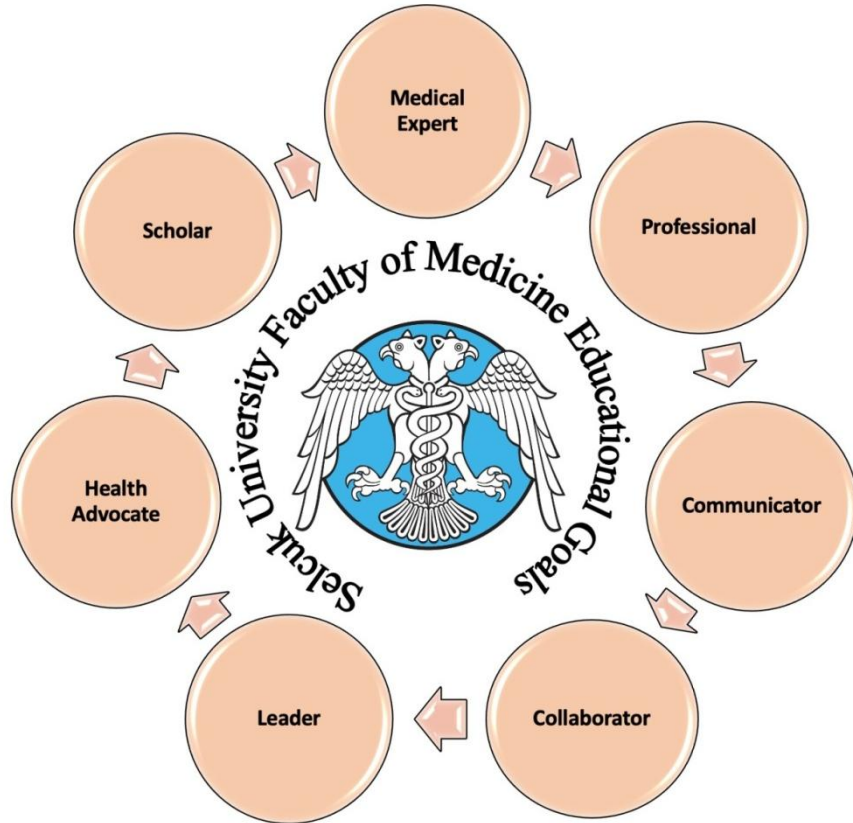 Medical
Expert
Professional
Communicator
Collaborator
Leader
Health
Advocate
Scholar
Selcuk University Faculty of Medicine Educational Goals